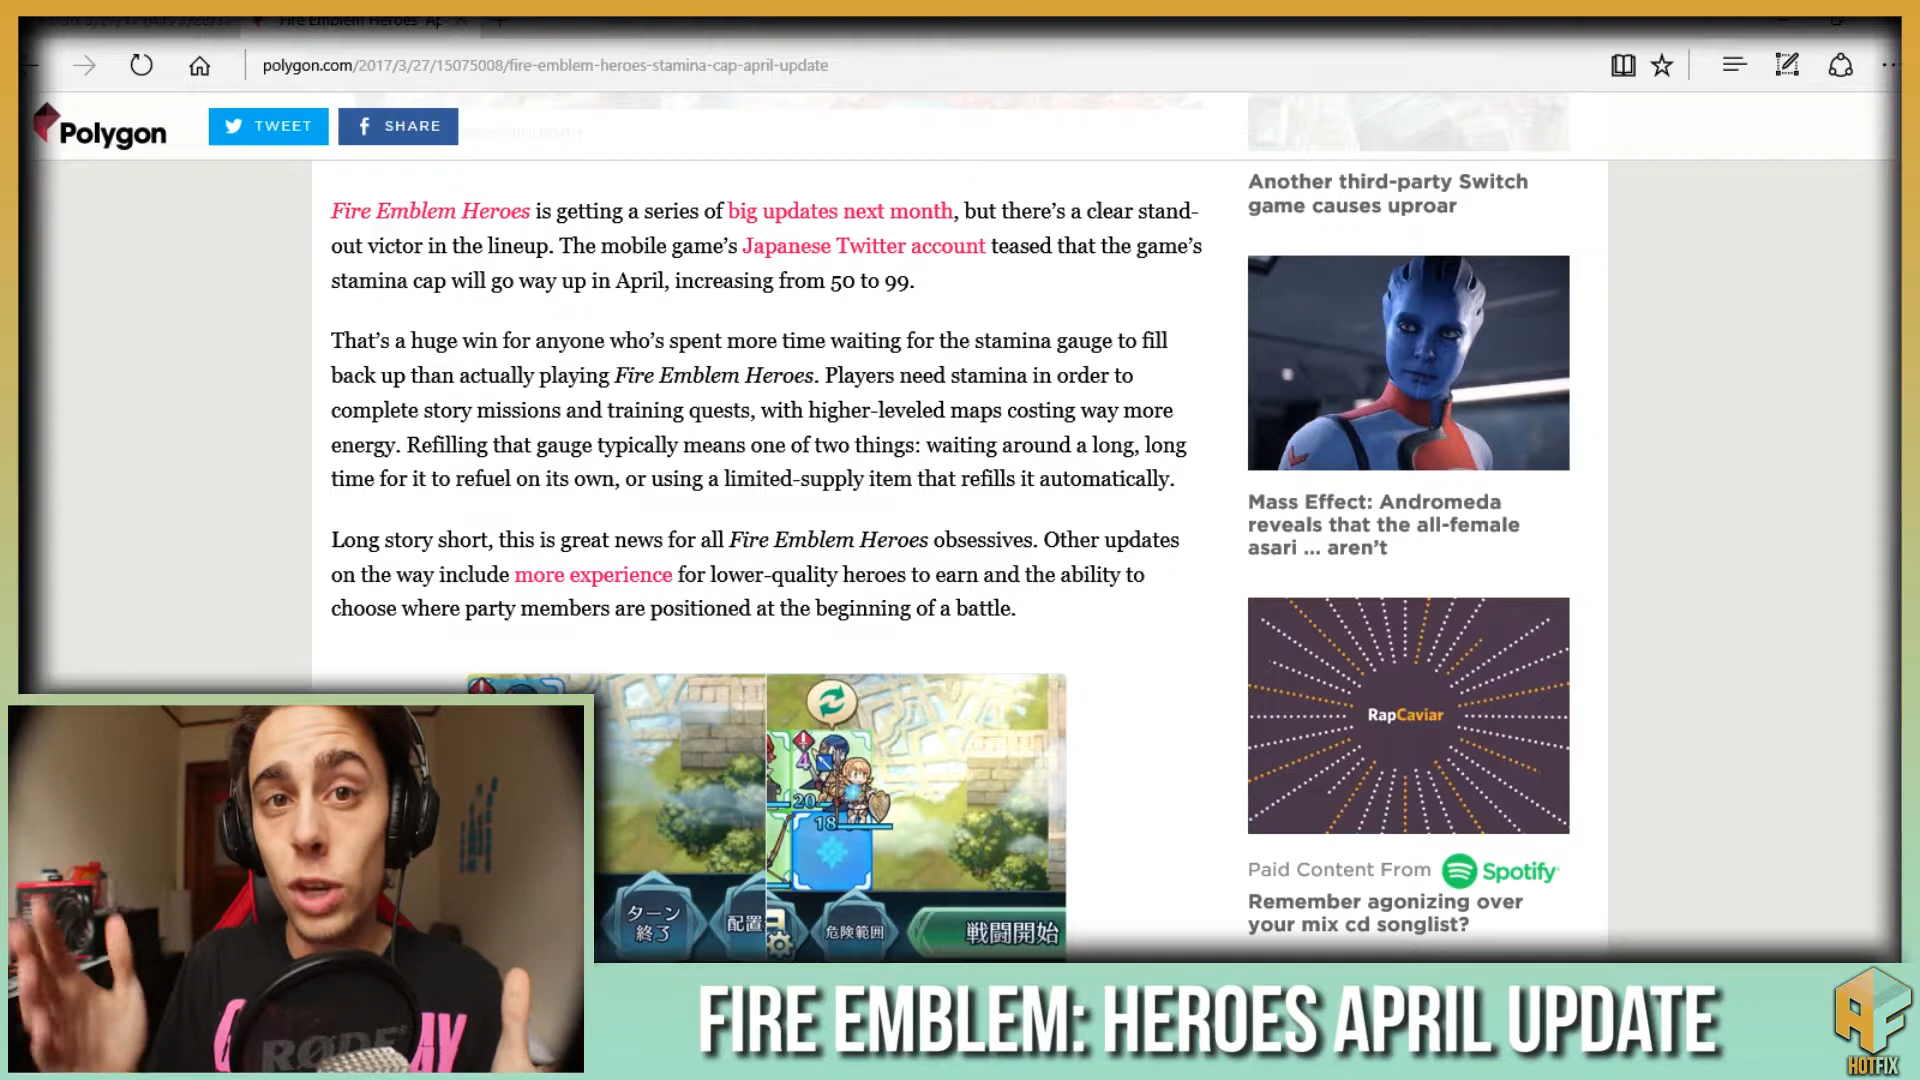 Fire Emblem Heroes' Ap
polygon.com/2017/3/27/15075008/fire-emblem-heroes-stamina-cap-april-update
Polygon
TWEET
SHARE
Fire Emblem Heroes is getting a series of big updates next month, but there's a clear stand-
out victor in the lineup. The mobile game's Japanese Twitter account teased that the game's
stamina cap will go way up in April, increasing from 50 to 99.
That's a huge win for anyone who's spent more time waiting for the stamina gauge to fill
back up than actually playing Fire Emblem Heroes. Players need stamina in order to
complete story missions and training quests, with higher-leveled maps costing way more
energy. Refilling that gauge typically means one of two things: waiting around a long, long
time for it to refuel on its own, or using a limited-supply item that refills it automatically.
Long story short, this is great news for all Fire Emblem Heroes obsessives. Other updates
on the way include more experience for lower-quality heroes to earn and the ability to
choose where party members are positioned at the beginning of a battle.
Another third-party Switch
game causes uproar
Mass Effect: Andromeda
reveals that the all-female
asari ... aren't
RapCaviar
Paid Content From Spotify
Remember agonizing over
your mix cd songlist?
4
20
18
ターン
終了
配置
危険範囲
戦闘開始
RØDE
AY
FIRE EMBLEM: HEROES APRIL UPDATE
AF
HOTFIX